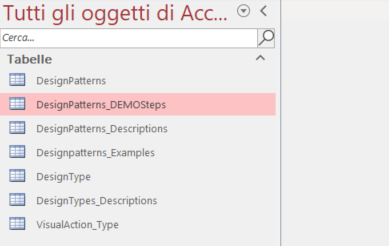 Tutti gli oggetti di Acc...
Cerca...
Tabelle
DesignPatterns
DesignPatterns_DEMOSteps
DesignPatterns_Descriptions
Designpatterns_Examples
DesignType
DesignTypes_Descriptions
VisualAction_Type